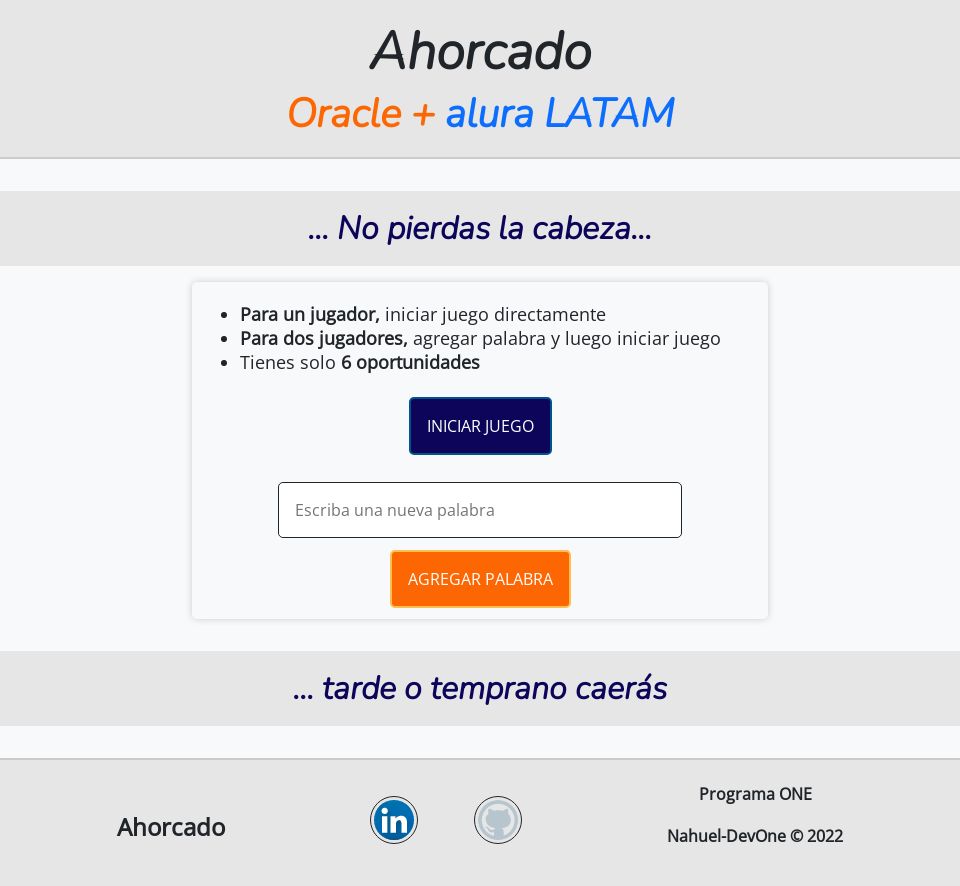 Ahorcado
Oracle + alura LATAM
... No pierdas la cabeza...
Para un jugador, iniciar juego directamente
Para dos jugadores, agregar palabra y luego iniciar juego
Tienes solo 6 oportunidades
INICIAR JUEGO
Escriba una nueva palabra
AGREGAR PALABRA
... tarde o temprano caerás
Ahorcado
in
Programa ONE
Nahuel-DevOne © 2022